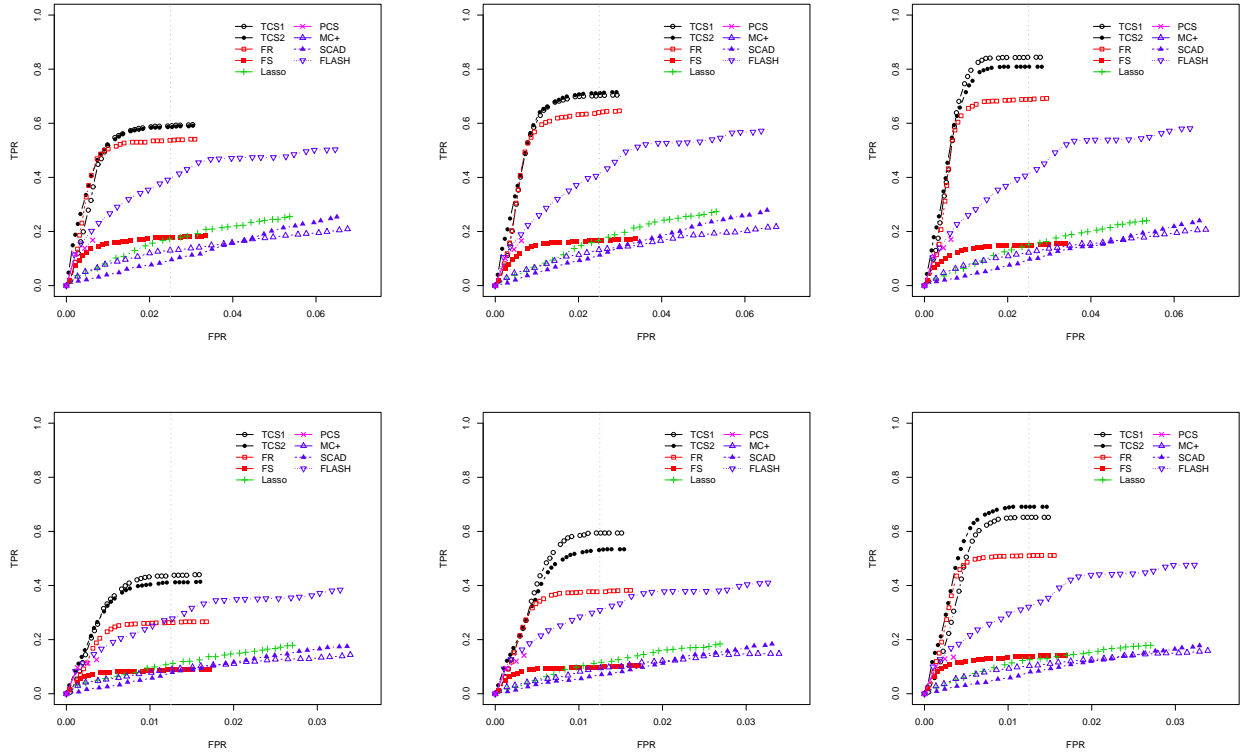 TCS1 PCS
TCS2 MC+
FR SCAD
FS FLASH
Lasso
TPR
0.0 0.2 0.4 0.6 0.8 1.0
0.00 0.02 0.04 0.06
FPR
TCS1 PCS
TCS2 MC+
FR SCAD
FS FLASH
Lasso
TPR
0.0 0.2 0.4 0.6 0.8 1.0
0.00 0.02 0.04 0.06
FPR
TCS1 PCS
TCS2 MC+
FR SCAD
FS FLASH
Lasso
TPR
0.0 0.2 0.4 0.6 0.8 1.0
0.00 0.02 0.04 0.06
FPR
TCS1 PCS
TCS2 MC+
FR SCAD
FS FLASH
Lasso
TPR
0.0 0.2 0.4 0.6 0.8 1.0
0.00 0.01 0.02 0.03
FPR
TCS1 PCS
TCS2 MC+
FR SCAD
FS FLASH
Lasso
TPR
0.0 0.2 0.4 0.6 0.8 1.0
0.00 0.01 0.02 0.03
FPR
TCS1 PCS
TCS2 MC+
FR SCAD
FS FLASH
Lasso
TPR
0.0 0.2 0.4 0.6 0.8 1.0
0.00 0.01 0.02 0.03
FPR